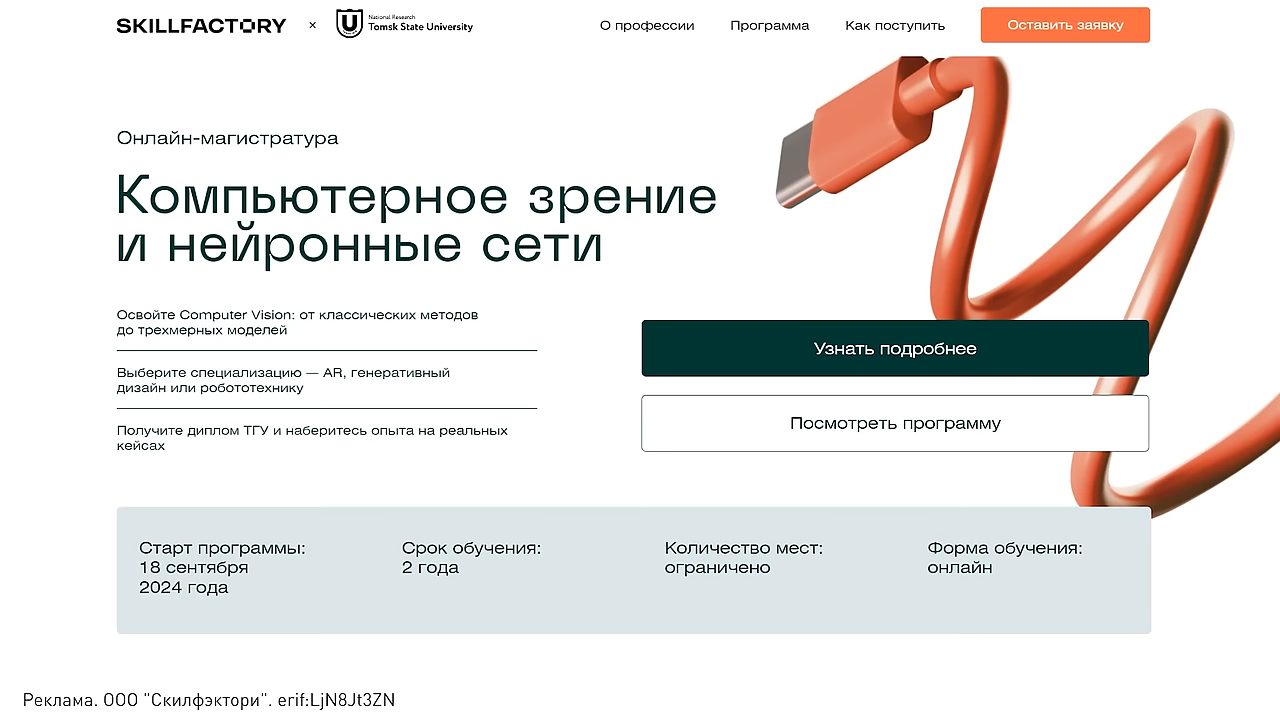 SKILLFACTORY × National Research
Tomsk State University
О профессии Программа Как поступить Оставить заявку
Онлайн-магистратура
Компьютерное зрение
и нейронные сети
Освойте Computer Vision: от классических методов
до трехмерных моделей
Выберите специализацию — AR, генеративный
дизайн или робототехнику
Получите диплом ТГУ и наберитесь опыта на реальных
кейсах
Узнать подробнее
Посмотреть программу
Старт программы:
18 сентября
2024 года
Срок обучения:
2 года
Количество мест:
ограничено
Форма обучения:
онлайн
Реклама. ООО "Скилфэктори". erif:LjN8Jt3ZN